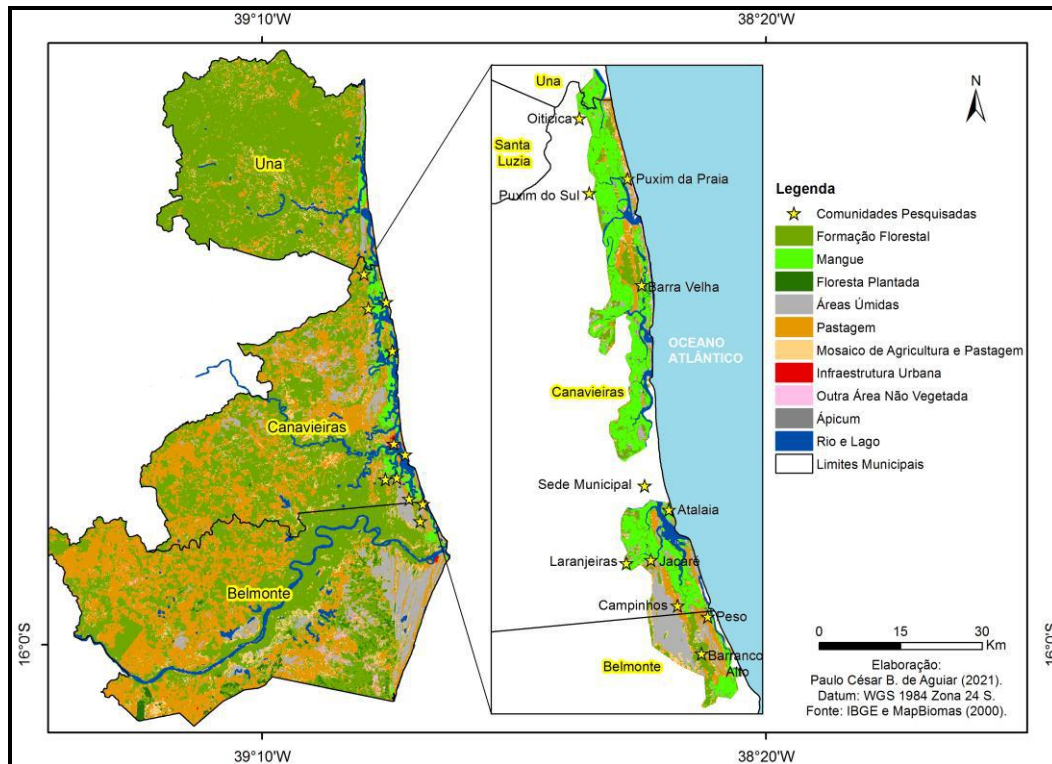 39°10'W
38°20'W
Una
Canavieiras
Belmonte
16°0'S
39°10'W
Una
Oiticica
Santa
Luzia
Puxim da Praia
Puxim do Sul
Barra Velha
OCEANO
ATLÂNTICO
Canavieiras
Sede Municipal
Atalaia
Laranjeiras
Jacaré
Campinhos
Peso
Barranco
Alto
Belmonte
N
Legenda
Comunidades Pesquisadas
Formação Florestal
Mangue
Floresta Plantada
Áreas Úmidas
Pastagem
Mosaico de Agricultura e Pastagem
Infraestrutura Urbana
Outra Área Não Vegetada
Ápicum
Rio e Lago
Limites Municipais
0 15 30
Km
Elaboração:
Paulo César B. de Aguiar (2021).
Datum: WGS 1984 Zona 24 S.
Fonte: IBGE e MapBiomas (2000).
16°0'S
38°20'W